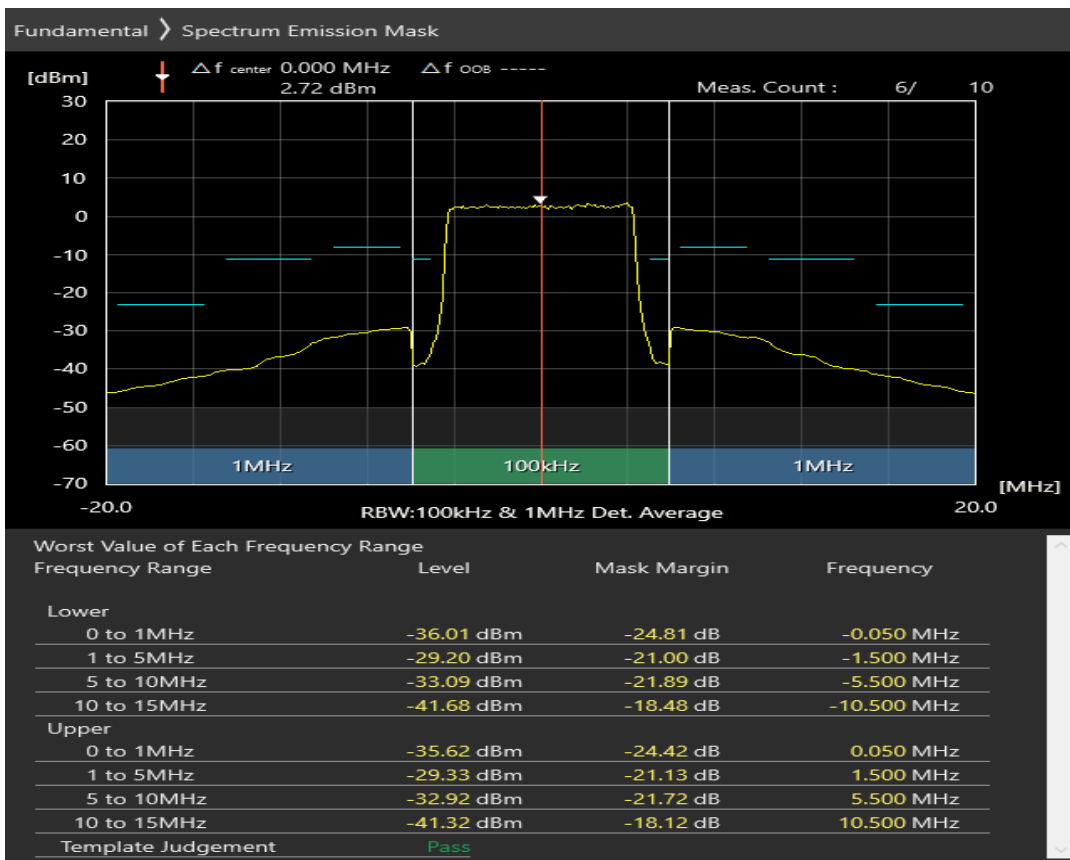 Fundamental 〉 Spectrum Emission Mask
[dBm] △f center 0.000 MHz △f OOB -----
2.72 dBm Meas. Count : 6/ 10
30
20
10
0
-10
-20
-30
-40
-50
-60
1MHz 100kHz 1MHz
-70 [MHz]
-20.0 RBW:100kHz & 1MHz Det. Average 20.0
Worst Value of Each Frequency Range
Frequency Range Level Mask Margin Frequency
Lower
0 to 1MHz -36.01 dBm -24.81 dB -0.050 MHz
1 to 5MHz -29.20 dBm -21.00 dB -1.500 MHz
5 to 10MHz -33.09 dBm -21.89 dB -5.500 MHz
10 to 15MHz -41.68 dBm -18.48 dB -10.500 MHz
Upper
0 to 1MHz -35.62 dBm -24.42 dB 0.050 MHz
1 to 5MHz -29.33 dBm -21.13 dB 1.500 MHz
5 to 10MHz -32.92 dBm -21.72 dB 5.500 MHz
10 to 15MHz -41.32 dBm -18.12 dB 10.500 MHz
Template Judgement Pass